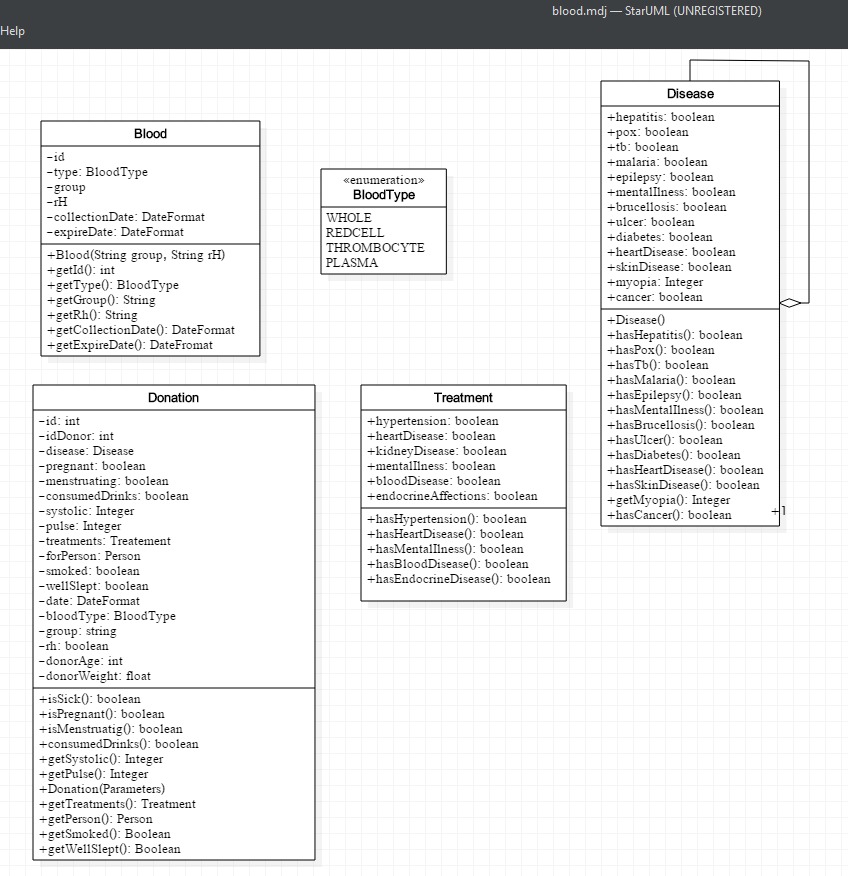 blood.mdj — StarUML (UNREGISTERED)
Help
Blood
-id
-type: BloodType
-group
-rH
-collectionDate: DateFormat
-expireDate: DateFormat
+Blood(String group, String rH)
+getId(): int
+getType(): BloodType
+getGroup(): String
+getRh(): String
+getCollectionDate(): DateFormat
+getExpireDate(): DateFromat
«enumeration»
BloodType
WHOLE
REDCELL
THROMBOCYTE
PLASMA
Disease
+hepatitis: boolean
+pox: boolean
+tb: boolean
+malaria: boolean
+epilepsy: boolean
+mentalIlness: boolean
+brucellosis: boolean
+ulcer: boolean
+diabetes: boolean
+heartDisease: boolean
+skinDisease: boolean
+myopia: Integer
+cancer: boolean
+Disease()
+hasHepatitis(): boolean
+hasPox(): boolean
+hasTb(): boolean
+hasMalaria(): boolean
+hasEpilepsy(): boolean
+hasMentalIlness(): boolean
+hasBrucellosis(): boolean
+hasUlcer(): boolean
+hasDiabetes(): boolean
+hasHeartDisease(): boolean
+hasSkinDisease(): boolean
+getMyopia(): Integer
+hasCancer(): boolean
+1
Donation
-id: int
-idDonor: int
-disease: Disease
-pregnant: boolean
-menstruating: boolean
-consumedDrinks: boolean
-systolic: Integer
-pulse: Integer
-treatments: Treatement
-forPerson: Person
-smoked: boolean
-wellSlept: boolean
-date: DateFormat
-bloodType: BloodType
-group: string
-rh: boolean
-donorAge: int
-donorWeight: float
+isSick(): boolean
+isPregnant(): boolean
+isMenstruatig(): boolean
+consumedDrinks(): boolean
+getSystolic(): Integer
+getPulse(): Integer
+Donation(Parameters)
+getTreatments(): Treatment
+getPerson(): Person
+getSmoked(): Boolean
+getWellSlept(): Boolean
Treatment
+hypertension: boolean
+heartDisease: boolean
+kidneyDisease: boolean
+mentalIlness: boolean
+bloodDisease: boolean
+endocrineAffections: boolean
+hasHypertension(): boolean
+hasHeartDisease(): boolean
+hasMentalIlness(): boolean
+hasBloodDisease(): boolean
+hasEndocrineDisease(): boolean